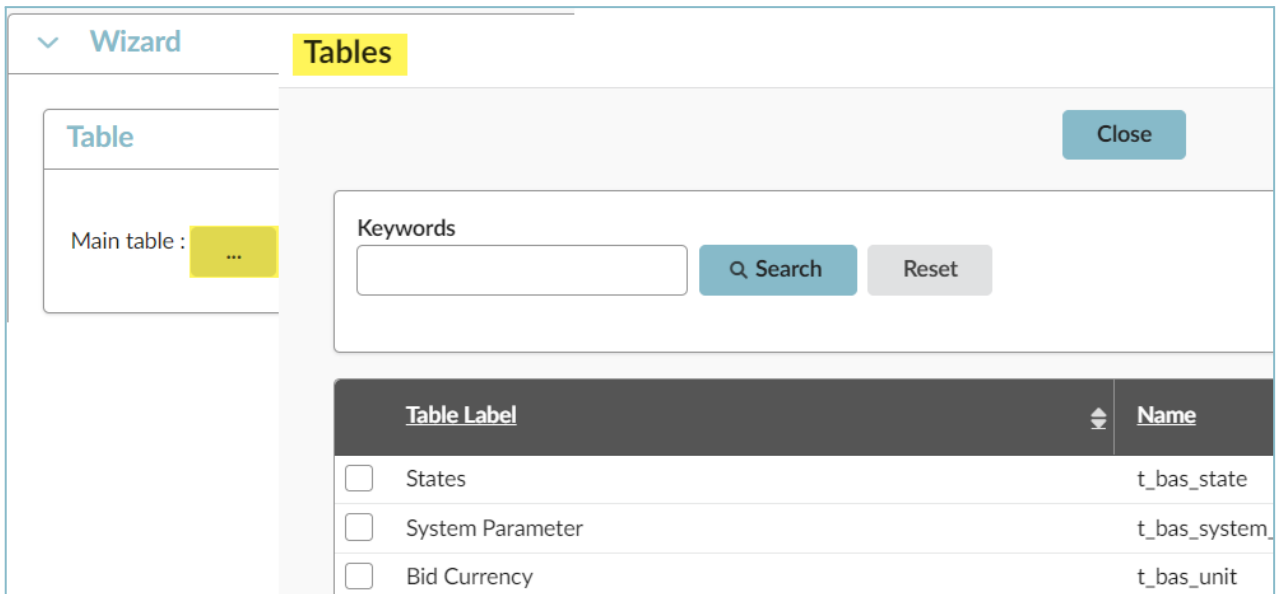 Wizard
Tables
Table
Close
Main table :
...
Keywords
Search
Reset
Table Label
Name
States
t_bas_state
System Parameter
t_bas_system_
Bid Currency
t_bas_unit